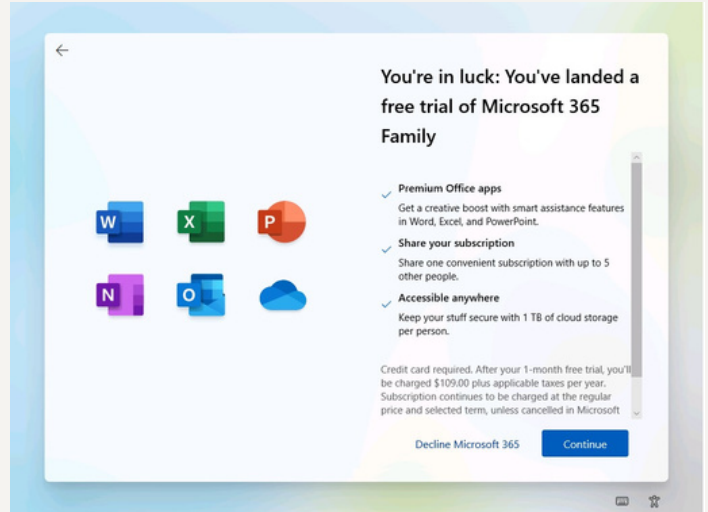 You're in luck: You've landed a
free trial of Microsoft 365
Family
Premium Office apps
Get a creative boost with smart assistance features
in Word, Excel, and PowerPoint.
Share your subscription
Share one convenient subscription with up to 5
other people.
Accessible anywhere
Keep your stuff secure with 1 TB of cloud storage
per person.
Credit card required. After your 1-month free trial, you'll
be charged $109.00 plus applicable taxes per year.
Subscription continues to be charged at the regular
price and selected term, unless cancelled in Microsoft
Decline Microsoft 365
Continue
W
X
P
N
O